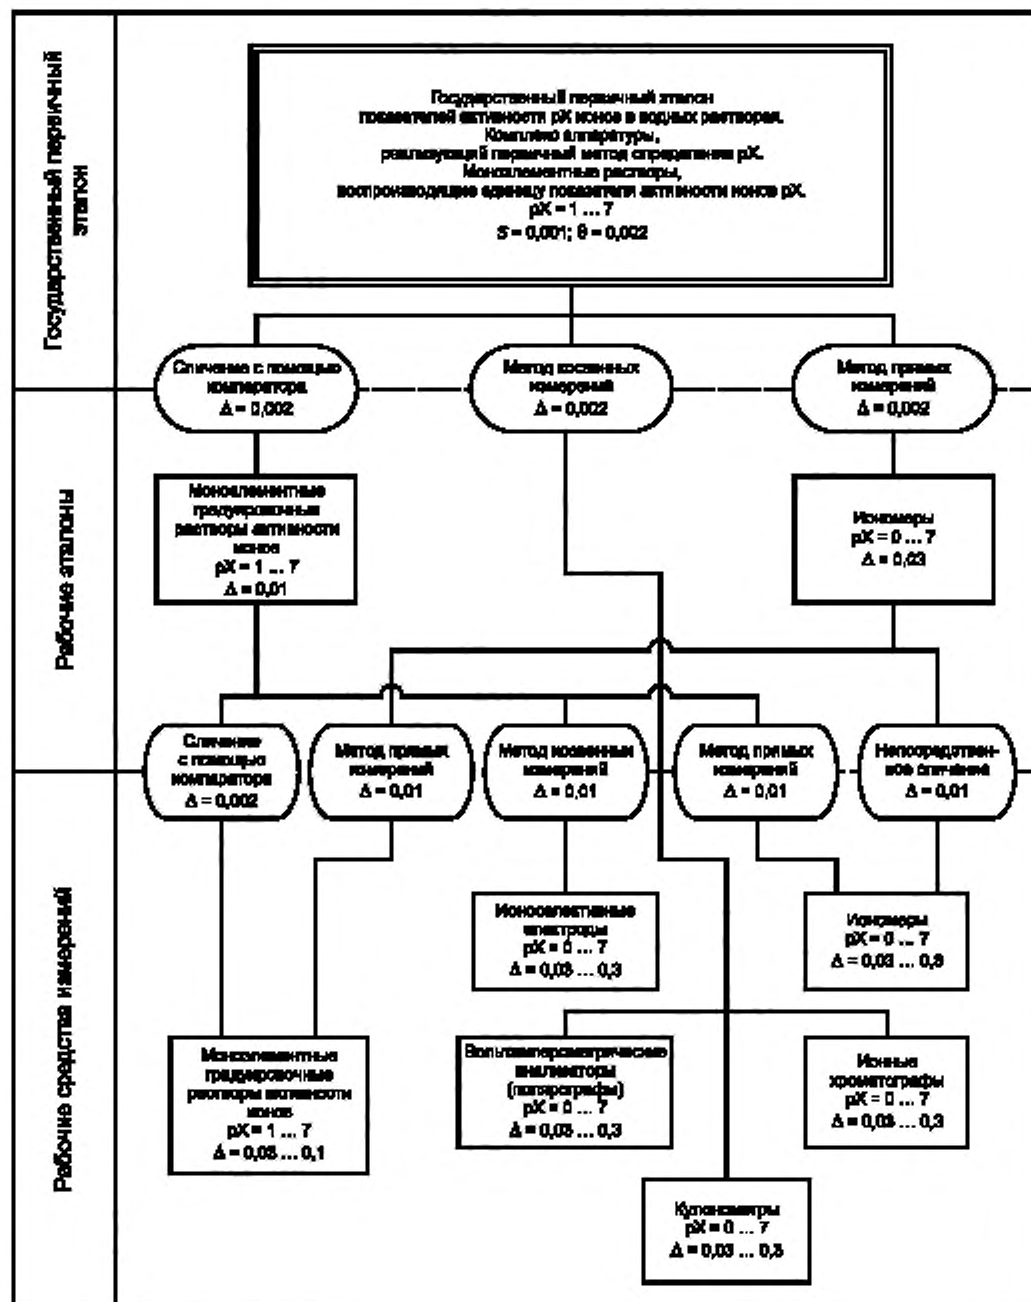 Государственный первичный
эталон
Государственный первичный эталон
показателей активности pX ионов в водных растворах.
Комплекс аппаратуры,
реализующий первичный метод определения pX.
Моноэлементные растворы,
воспроизводящие единицу показателя активности ионов pX.
pX = 1 ... 7
S = 0,001; θ = 0,002
Сличение с помощью
компаратора
Δ = 0,002
Метод косвенных
измерений
Δ = 0,002
Метод прямых
измерений
Δ = 0,002
Рабочие эталоны
Моноэлементные
градуировочные
растворы активности
ионов
pX = 1 ... 7
Δ = 0,01
Иономеры
pX = 0 ... 7
Δ = 0,03
Сличение
с помощью
компаратора
Δ = 0,002
Метод прямых
измерений
Δ = 0,01
Метод косвенных
измерений
Δ = 0,01
Метод прямых
измерений
Δ = 0,01
Непосредствен-
ное сличение
Δ = 0,01
Рабочие средства измерений
Ионоселективные
электроды
pX = 0 ... 7
Δ = 0,03 ... 0,3
Иономеры
pX = 0 ... 7
Δ = 0,03 ... 0,3
Моноэлементные
градуировочные
растворы активности
ионов
pX = 1 ... 7
Δ = 0,03 ... 0,1
Вольтамперометрические
анализаторы
(полярографы)
pX = 0 ... 7
Δ = 0,03 ... 0,3
Ионные
хроматографы
pX = 0 ... 7
Δ = 0,03 ... 0,3
Кулонометры
pX = 0 ... 7
Δ = 0,03 ... 0,3